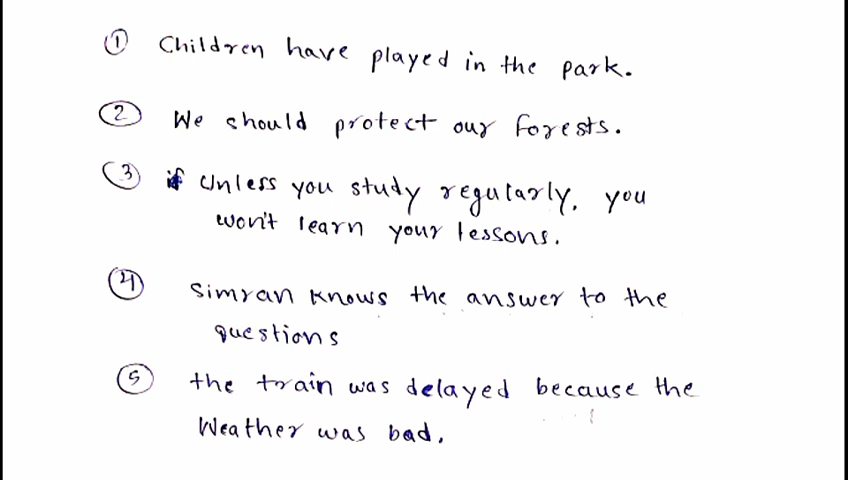 ① Children have played in the park.
② We should protect our forests.
③ Unless you study regularly, you
won't learn your lessons.
④ Simran knows the answer to the
questions
⑤ the train was delayed because the
Weather was bad.